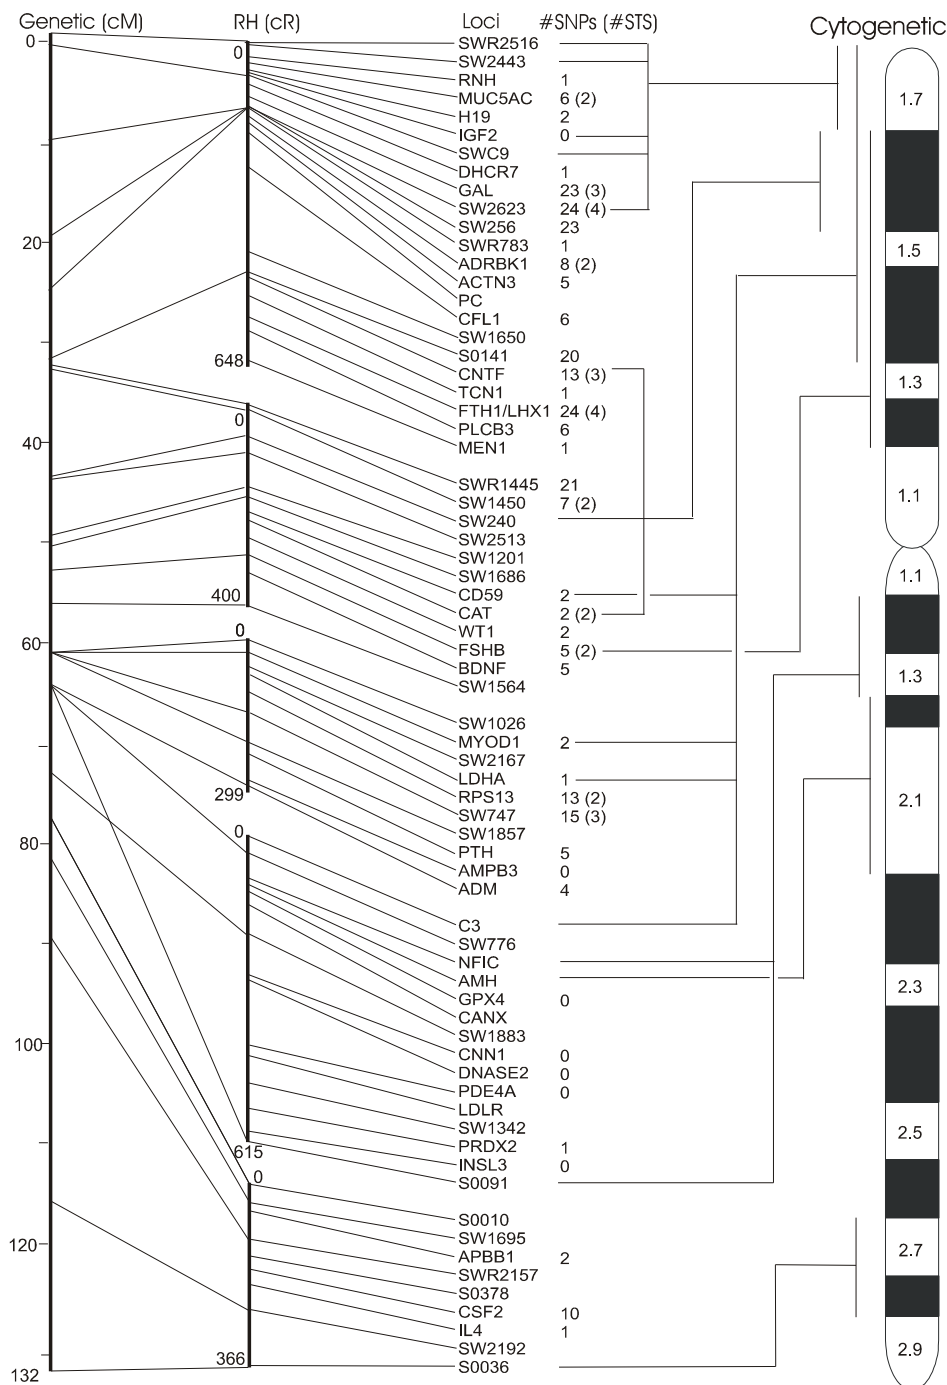 Genetic (cM) RH (cR) Loci #SNPs (#STS) Cytogenetic
0 SWR2516
0 SW2443
RNH 1
MUC5AC 6 (2) 1.7
H19 2
IGF2 0
SWC9
DHCR7 1
GAL 23 (3)
SW2623 24 (4)
SW256 23
20 SWR783 1 1.5
ADRBK1 8 (2)
ACTN3 5
PC
CFL1 6
SW1650
648 S0141 20
CNTF 13 (3) 1.3
TCN1 1
FTH1/LHX1 24 (4)
0 PLCB3 6
40 MEN1 1
SWR1445 21
SW1450 7 (2) 1.1
SW240
SW2513
SW1201
SW1686 1.1
400 CD59 2
CAT 2 (2)
0 WT1 2
60 FSHB 5 (2)
BDNF 5 1.3
SW1564
SW1026
MYOD1 2
SW2167
LDHA 1
299 RPS13 13 (2) 2.1
SW747 15 (3)
0 SW1857
80 PTH 5
AMPB3 0
ADM 4
C3
SW776
NFIC
AMH 2.3
GPX4 0
CANX
SW1883
100 CNN1 0
DNASE2 0
PDE4A 0
LDLR
SW1342 2.5
615 PRDX2 1
INSL3 0
0 S0091
S0010
120 SW1695 2.7
APBB1 2
SWR2157
S0378
CSF2 10
IL4 1
366 SW2192 2.9
132 S0036